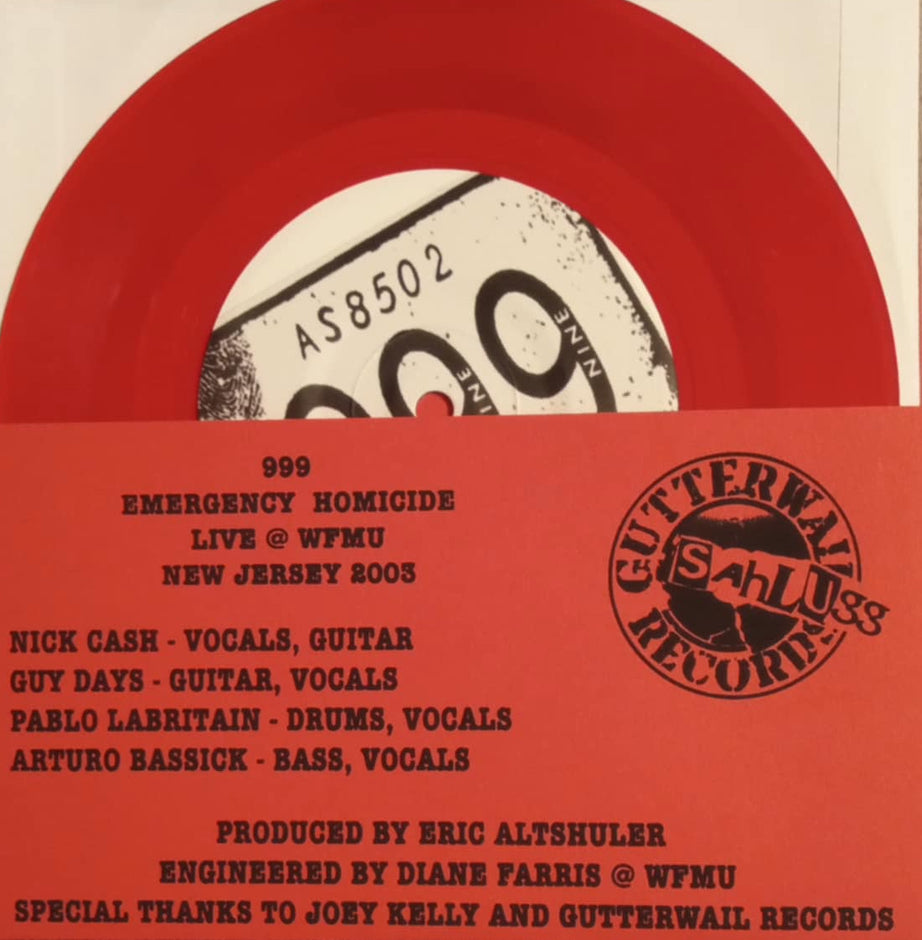 AS8502
999
NINE
NINE
999
EMERGENCY HOMICIDE
LIVE @ WFMU
NEW JERSEY 2003
GUTTERWAIL
SAhLUgg
RECORDS
NICK CASH - VOCALS, GUITAR
GUY DAYS - GUITAR, VOCALS
PABLO LABRITAIN - DRUMS, VOCALS
ARTURO BASSICK - BASS, VOCALS
PRODUCED BY ERIC ALTSHULER
ENGINEERED BY DIANE FARRIS @ WFMU
SPECIAL THANKS TO JOEY KELLY AND GUTTERWAIL RECORDS